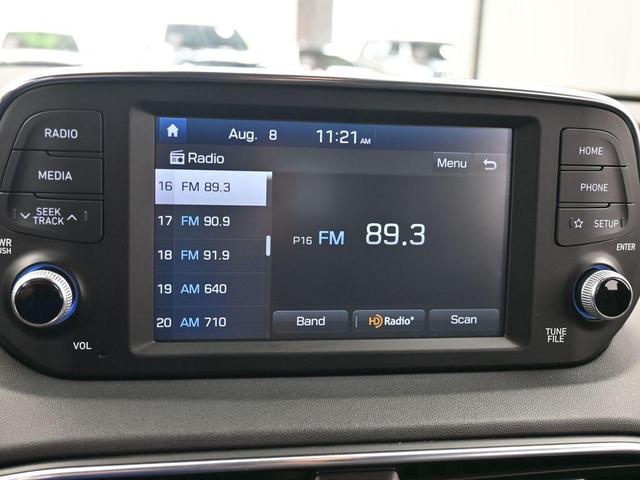 Aug. 8 11:21 AM
Radio
Menu
16 FM 89.3
17 FM 90.9
18 FM 91.9
19 AM 640
20 AM 710
P16 FM 89.3
Band
HD Radio®
Scan
RADIO
MEDIA
SEEK
TRACK
VOL
HOME
PHONE
SETUP
ENTER
TUNE
FILE